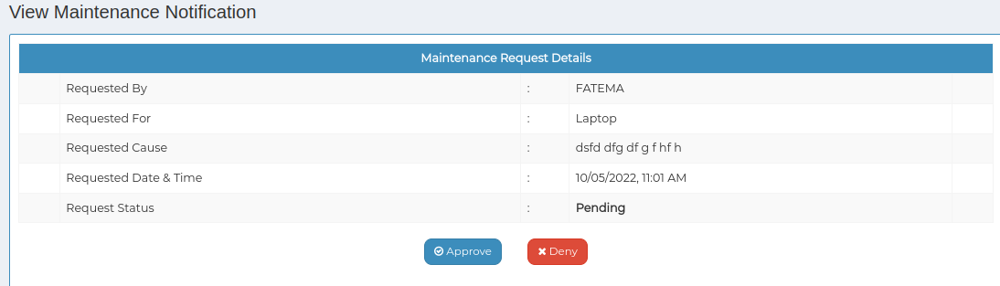 View Maintenance Notification
Maintenance Request Details
Requested By : FATEMA
Requested For : Laptop
Requested Cause : dsfd dfg df g f hf h
Requested Date & Time : 10/05/2022, 11:01 AM
Request Status : Pending
Approve Deny